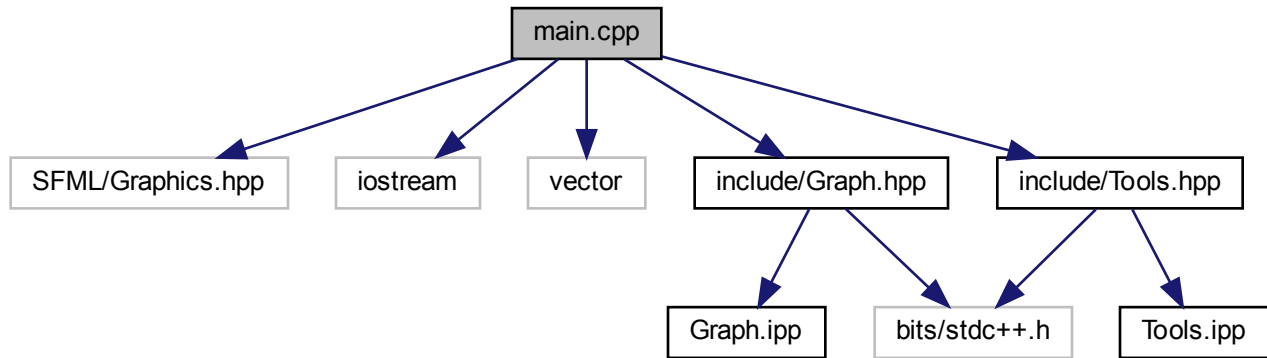 main.cpp
SFML/Graphics.hpp
iostream
vector
include/Graph.hpp
include/Tools.hpp
Graph.ipp
bits/stdc++.h
Tools.ipp